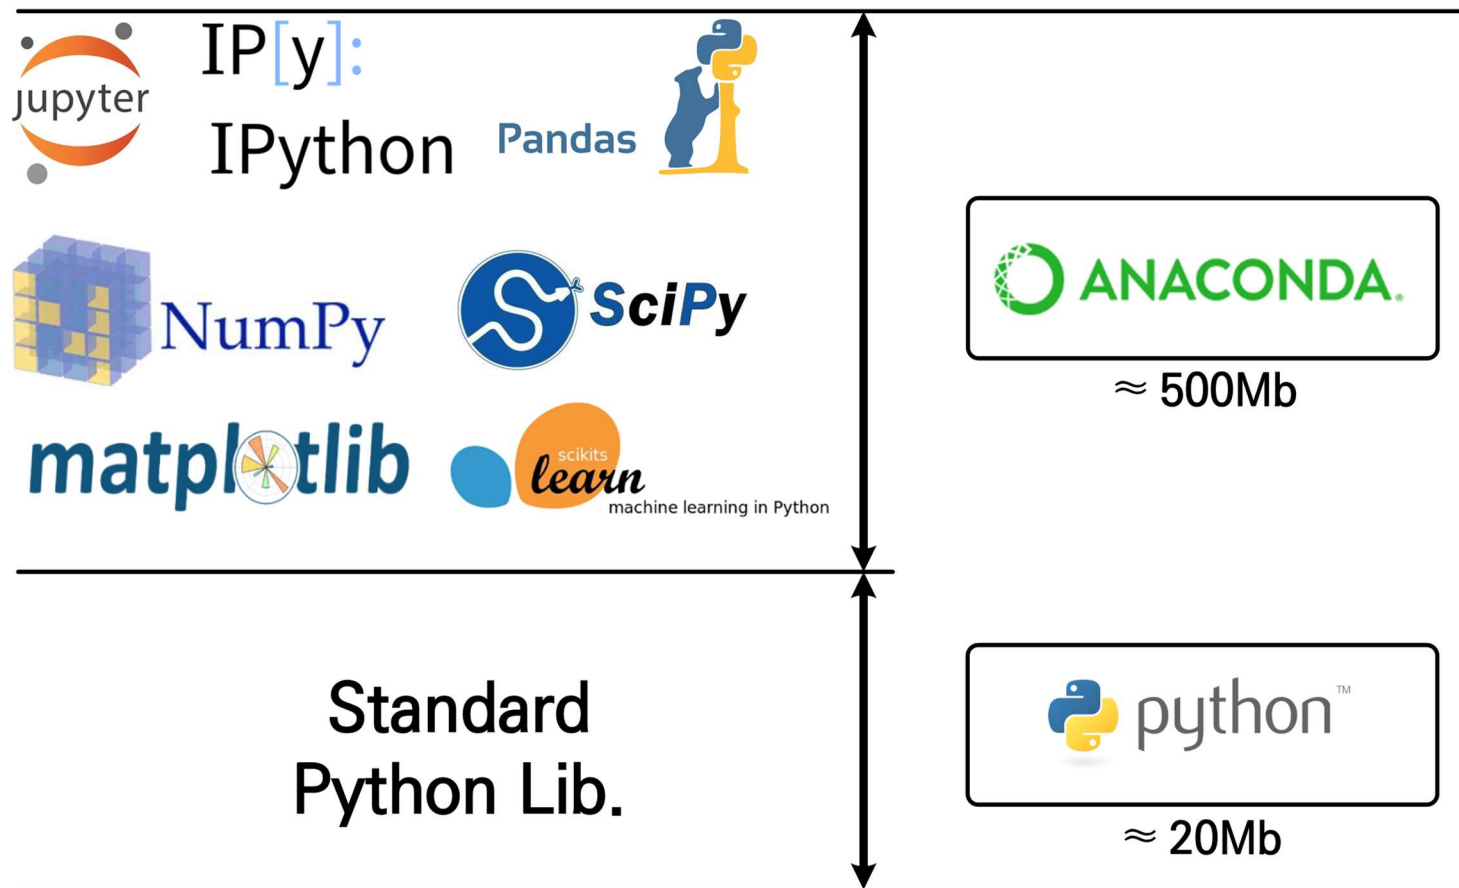 jupyter
IP[y]:
IPython
Pandas
NumPy
SciPy
matplotlib
scikits
learn
machine learning in Python
ANACONDA.
≈ 500Mb
Standard
Python Lib.
python™
≈ 20Mb